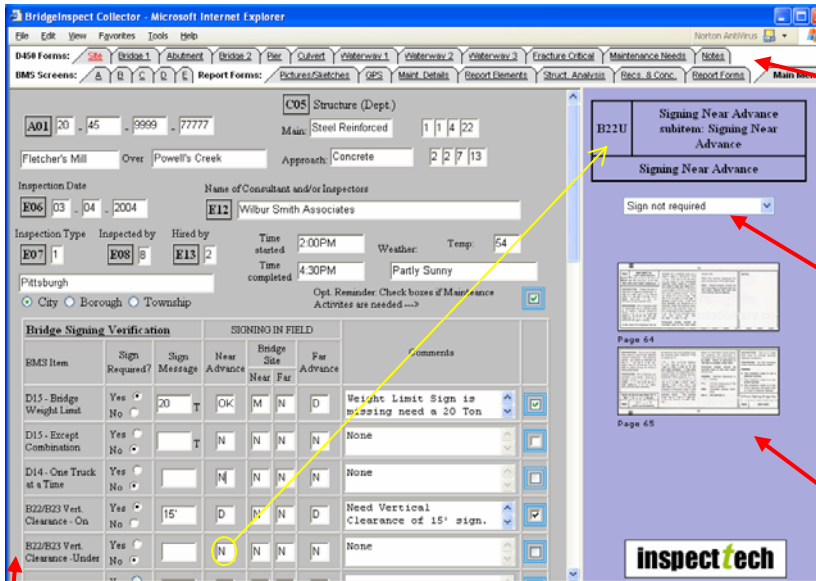 BridgeInspect Collector - Microsoft Internet Explorer
File Edit View Favorites Tools Help Norton AntiVirus
D450 Forms: Site Bridge 1 Abutment Bridge 2 Pier Culvert Waterway 1 Waterway 2 Waterway 3 Fracture Critical Maintenance Needs Notes
BMS Screens: A B C D E Report Forms: Pictures/Sketches GPS Maint. Details Report Elements Struct. Analysis Recs. & Conc. Report Forms Main Men
C05 Structure (Dept.)
A01 20 - 45 - 9999 - 77777 Main: Steel Reinforced 1 1 4 22
Fletcher's Mill Over Powell's Creek Approach: Concrete 2 2 7 13
Inspection Date Name of Consultant and/or Inspectors
E06 03 - 04 - 2004 E12 Wilbur Smith Associates
Inspection Type Inspected by Hired by Time started 2:00PM Weather: Temp: 54
E07 1 E08 8 E13 2 Time completed 4:30PM Partly Sunny
Pittsburgh
City Borough Township Opt. Reminder: Check boxes if Mainteance Activites are needed --->
Bridge Signing Verification SIGNING IN FIELD
BMS Item Sign Required? Sign Message Near Advance Bridge Site Near Far Far Advance Comments
D15 - Bridge Weight Limit Yes No 20 T OK M N D Weight Limit Sign is missing need a 20 Ton
D15 - Except Combination Yes No T N N N N None
D14 - One Truck at a Time Yes No N N N N None
B22/B23 Vert. Clearance - On Yes No 15' D N N D Need Vertical Clearance of 15' sign.
B22/B23 Vert. Clearance -Under Yes No N N N N None
B22U Signing Near Advance
subitem: Signing Near
Advance
Signing Near Advance
Sign not required
Page 64
Page 65
inspecttech